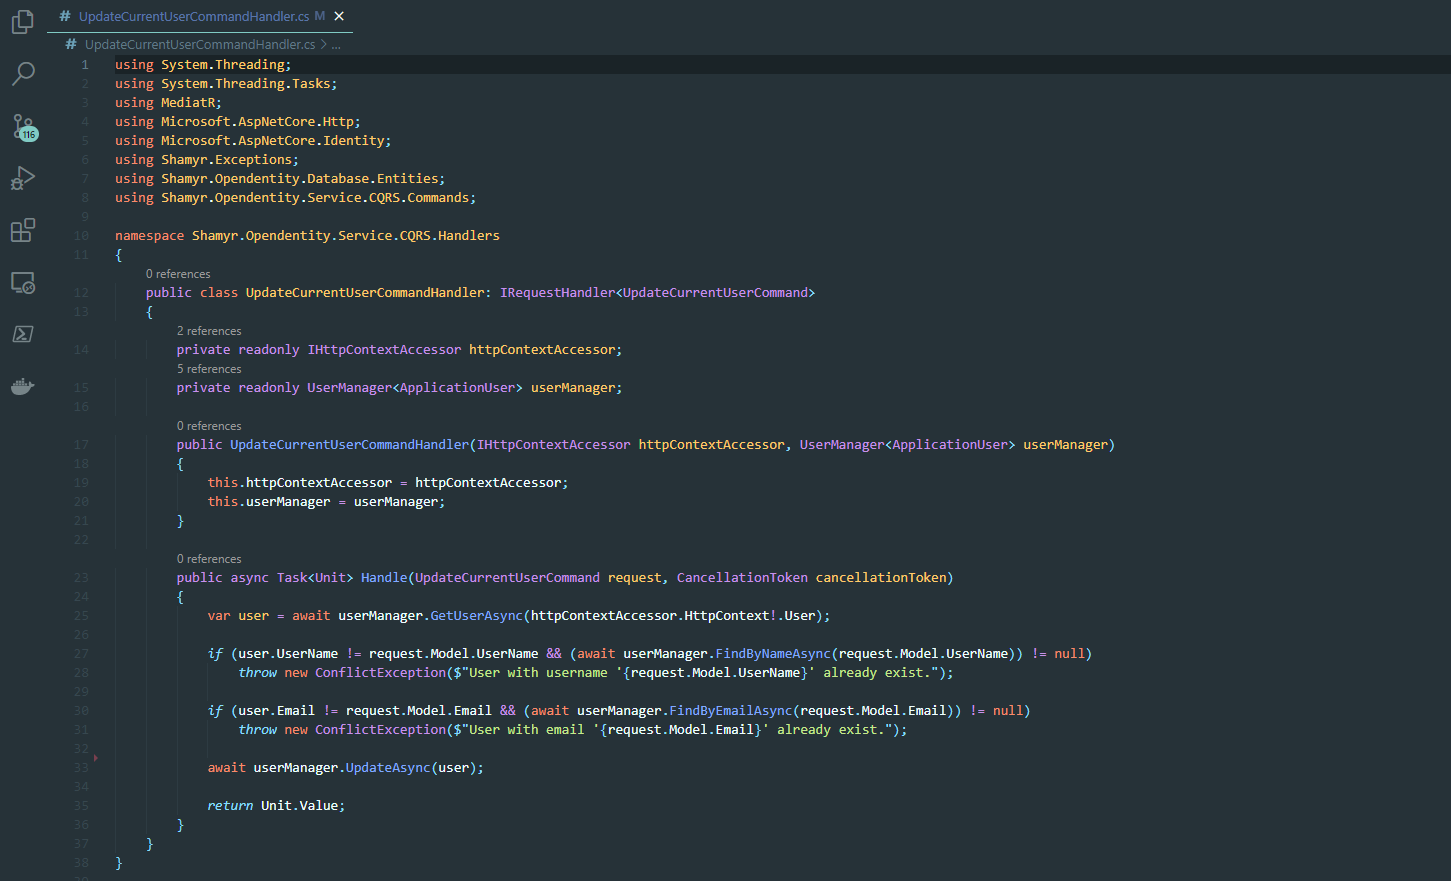 # UpdateCurrentUserCommandHandler.cs M ×
# UpdateCurrentUserCommandHandler.cs > ...
116
1 using System.Threading;
2 using System.Threading.Tasks;
3 using MediatR;
4 using Microsoft.AspNetCore.Http;
5 using Microsoft.AspNetCore.Identity;
6 using Shamyr.Exceptions;
7 using Shamyr.Opendentity.Database.Entities;
8 using Shamyr.Opendentity.Service.CQRS.Commands;
9
10 namespace Shamyr.Opendentity.Service.CQRS.Handlers
11 {
0 references
12 public class UpdateCurrentUserCommandHandler: IRequestHandler<UpdateCurrentUserCommand>
13 {
2 references
14 private readonly IHttpContextAccessor httpContextAccessor;
5 references
15 private readonly UserManager<ApplicationUser> userManager;
16
0 references
17 public UpdateCurrentUserCommandHandler(IHttpContextAccessor httpContextAccessor, UserManager<ApplicationUser> userManager)
18 {
19 this.httpContextAccessor = httpContextAccessor;
20 this.userManager = userManager;
21 }
22
0 references
23 public async Task<Unit> Handle(UpdateCurrentUserCommand request, CancellationToken cancellationToken)
24 {
25 var user = await userManager.GetUserAsync(httpContextAccessor.HttpContext!.User);
26
27 if (user.UserName != request.Model.UserName && (await userManager.FindByNameAsync(request.Model.UserName)) != null)
28 throw new ConflictException($"User with username '{request.Model.UserName}' already exist.");
29
30 if (user.Email != request.Model.Email && (await userManager.FindByEmailAsync(request.Model.Email)) != null)
31 throw new ConflictException($"User with email '{request.Model.Email}' already exist.");
32
33 await userManager.UpdateAsync(user);
34
35 return Unit.Value;
36 }
37 }
38 }